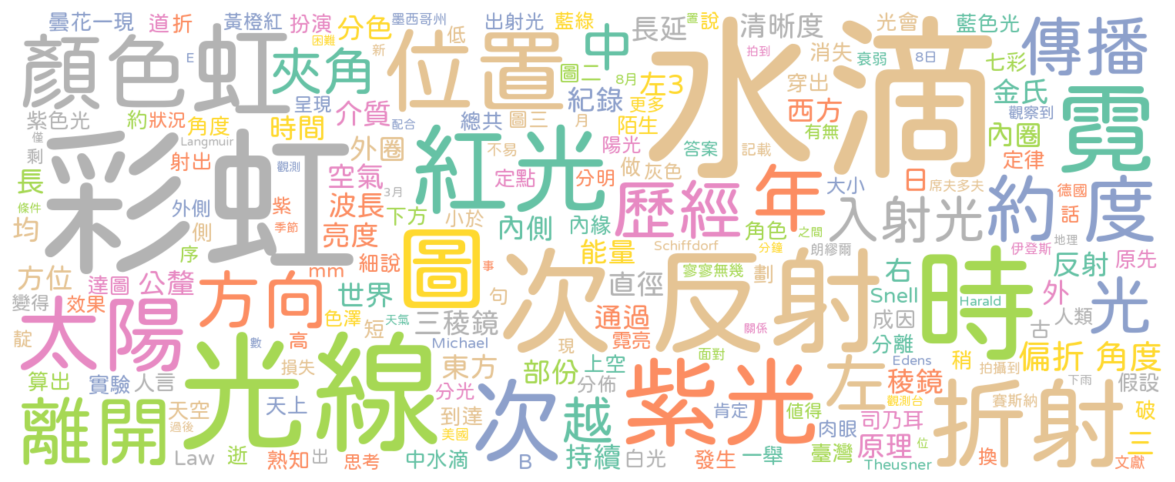 曇花一現 道 折 黃橙紅 扮演 分色 墨西哥州 出射光 藍綠 長延 置 說 清晰度 光會 藍色光
顏色 虹 夾角 位置 低 中 水滴 拍到 消失 衰弱 8日 七彩 傳播
困難 E 新 圖二 8月 左3 更多 穿出 金氏 觀察到
呈現 紀錄 西方
紫色光 約 狀況 角度 時間 介質 配合 總共 圖三 月 陌生 有無 內圈 霓
僅 剩 射出 Langmuir 外圈 紅光 不易 陽光 答案 記載 定律
彩虹 觀測 空氣 定點 做 灰色 分明 歷經 年 日 席夫多夫 德國
長 條件 外側 紫 波長 3月 下方 小於 內側 內緣 角色 大小 入射光 話 約 度
均 側 季節 亮度 能量 之間 朗繆爾 伊登斯 地理
序 圖 Schiffdorf 分鐘
方位 達圖 公釐 mm 細說 事 次 反射 寥寥無幾 劃 右 時 反射 原先
變得 效果 太陽 方向 世界 句 直徑 Snell Harald 外 光
靛 高 色澤 天氣 短 三稜鏡 通過 成因 古 人類
光線 數 Michael 現 霓亮 關係 分離 稍 偏折 角度
算出 實驗 人言 損失 東方 部份 上空 面對 Edens 拍攝到 下雨 假設
離開 天空 分光 次 分佈 越 紫光 肯定 值得 左 稜鏡 觀測台 賽斯納 折射 破
過後 天上 到達 美國 肉眼 司乃耳 三
Law 逝 熟知 出 思考 中水滴 B 持續 白光 發生 一舉 臺灣 原理 位 Theusner 換 文獻